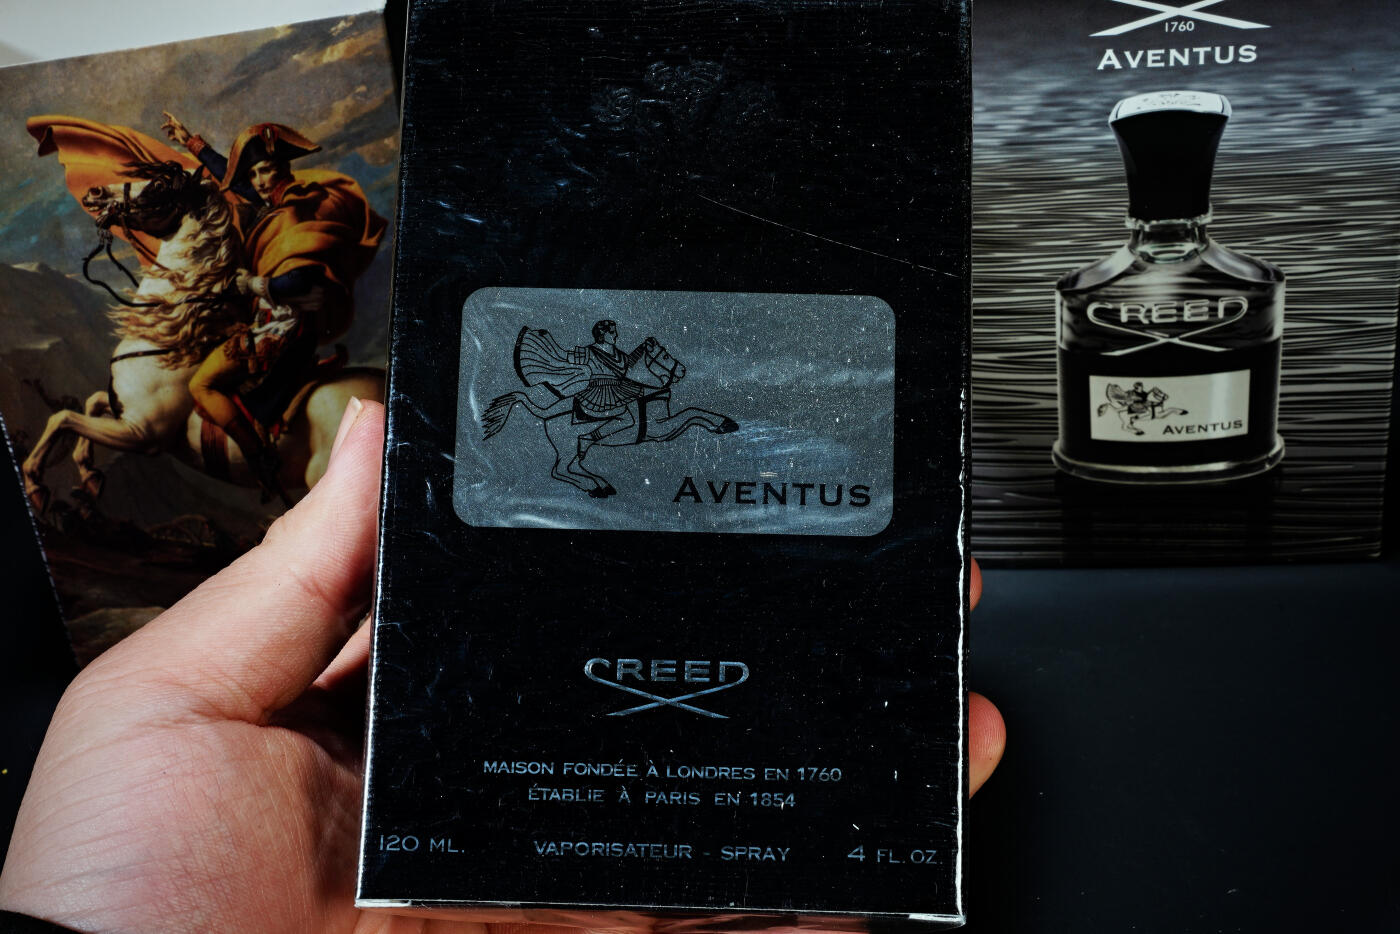 AVENTUS
CREED
MAISON FONDÉE À LONDRES EN 1760
ÉTABLIE À PARIS EN 1854
120 ML. VAPORISATEUR - SPRAY 4 FL. OZ.
1760
AVENTUS
CREED
AVENTUS